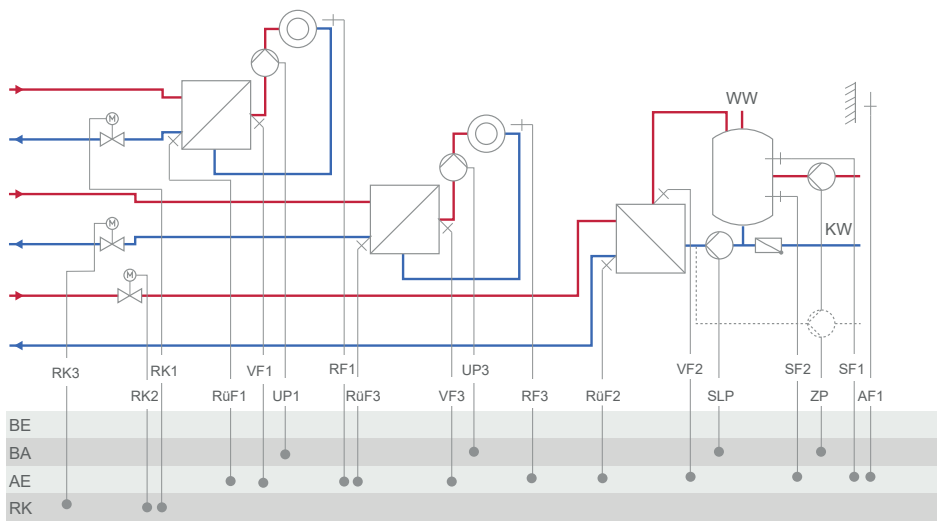 M
WW
M
KW
M
RK3 RK1 VF1 RF1 UP3 VF2 SF2 SF1
RK2 RüF1 UP1 RüF3 VF3 RF3 RüF2 SLP ZP AF1
BE
BA
AE
RK